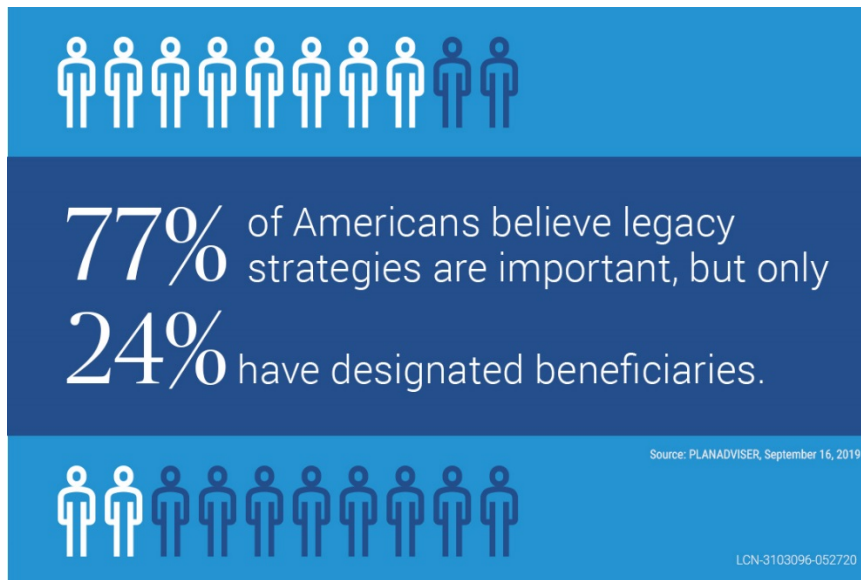 77% of Americans believe legacy
strategies are important, but only
24% have designated beneficiaries.
Source: PLANADVISER, September 16, 2019
LCN-3103096-052720